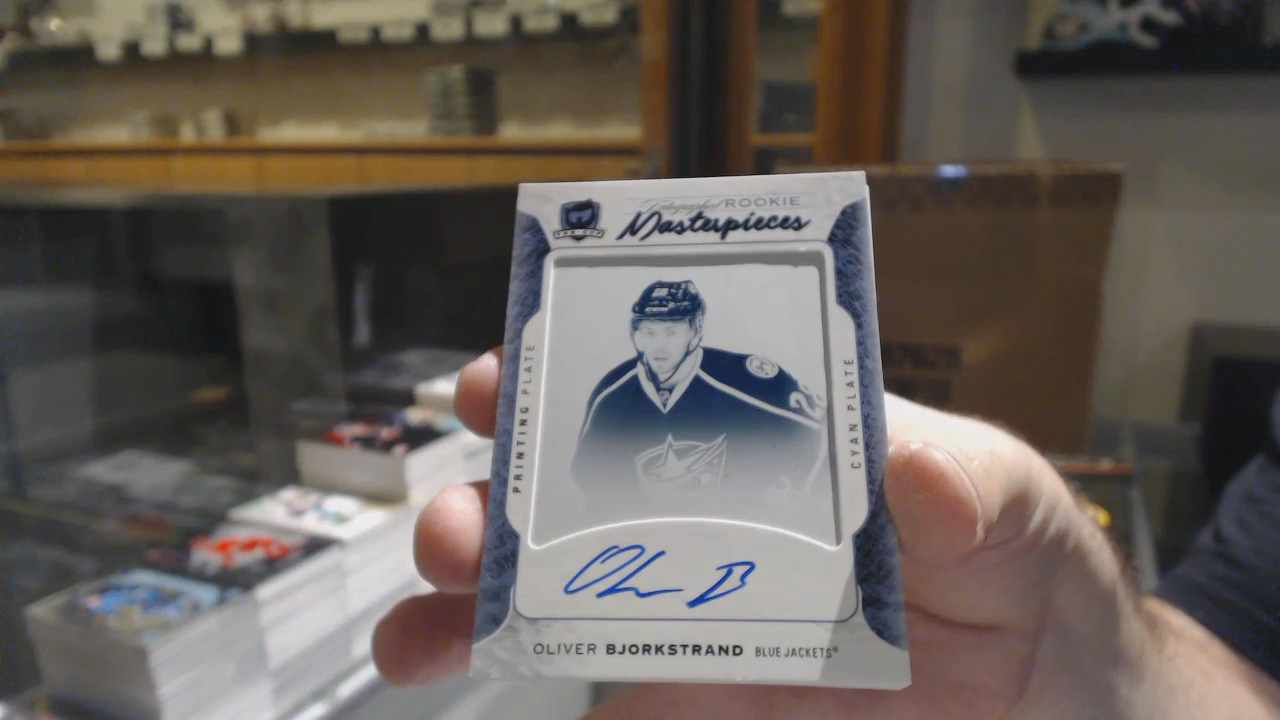 Autographed ROOKIE
Masterpieces
THE CUP
PRINTING PLATE
CYAN PLATE
OLIVER BJORKSTRAND BLUE JACKETS